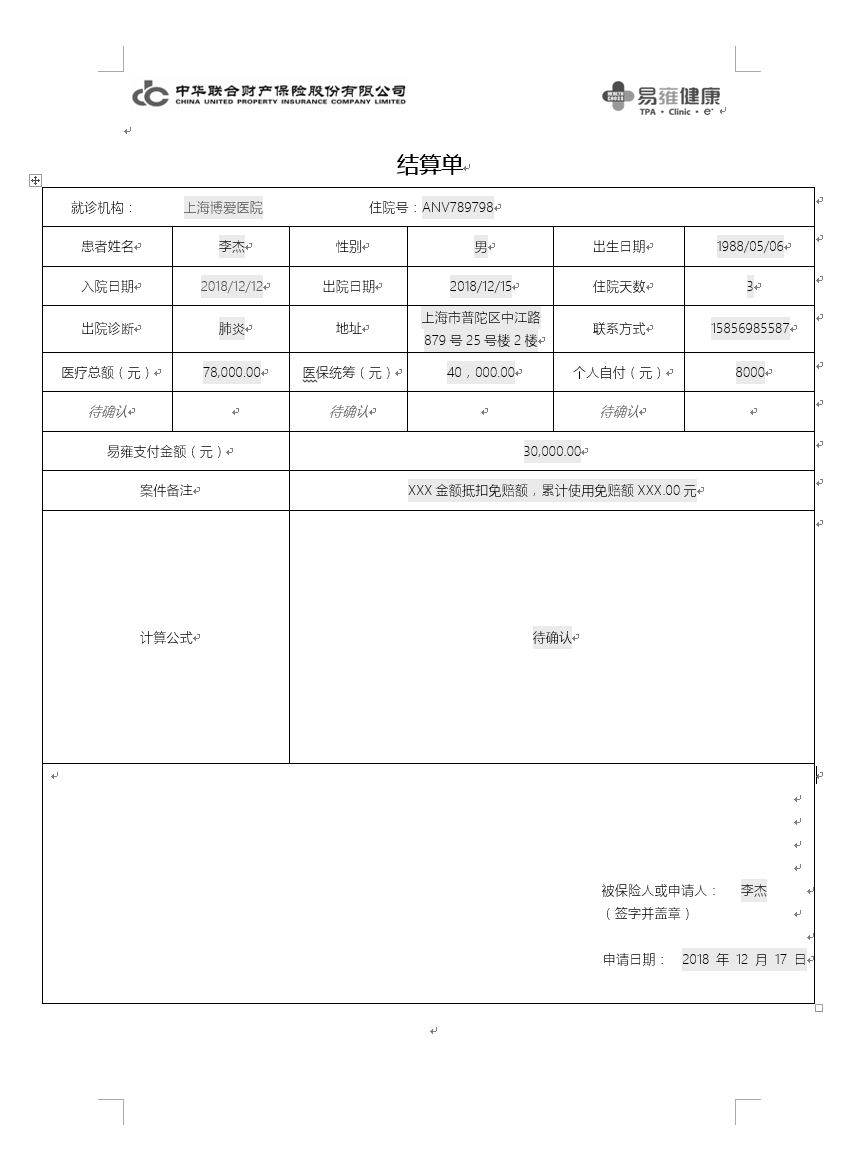 中华联合财产保险股份有限公司
CHINA UNITED PROPERTY INSURANCE COMPANY LIMITED
易雍健康
TPA · Clinic · e⁺
结算单
就诊机构： 上海博爱医院 住院号：ANV789798
患者姓名 李杰 性别 男 出生日期 1988/05/06
入院日期 2018/12/12 出院日期 2018/12/15 住院天数 3
出院诊断 肺炎 地址 上海市普陀区中江路
879 号 25 号楼 2 楼 联系方式 15856985587
医疗总额（元） 78,000.00 医保统筹（元） 40，000.00 个人自付（元） 8000
待确认 待确认 待确认
易雍支付金额（元） 30,000.00
案件备注 XXX 金额抵扣免赔额，累计使用免赔额 XXX.00 元
计算公式 待确认
被保险人或申请人： 李杰
（签字并盖章）
申请日期： 2018 年 12 月 17 日